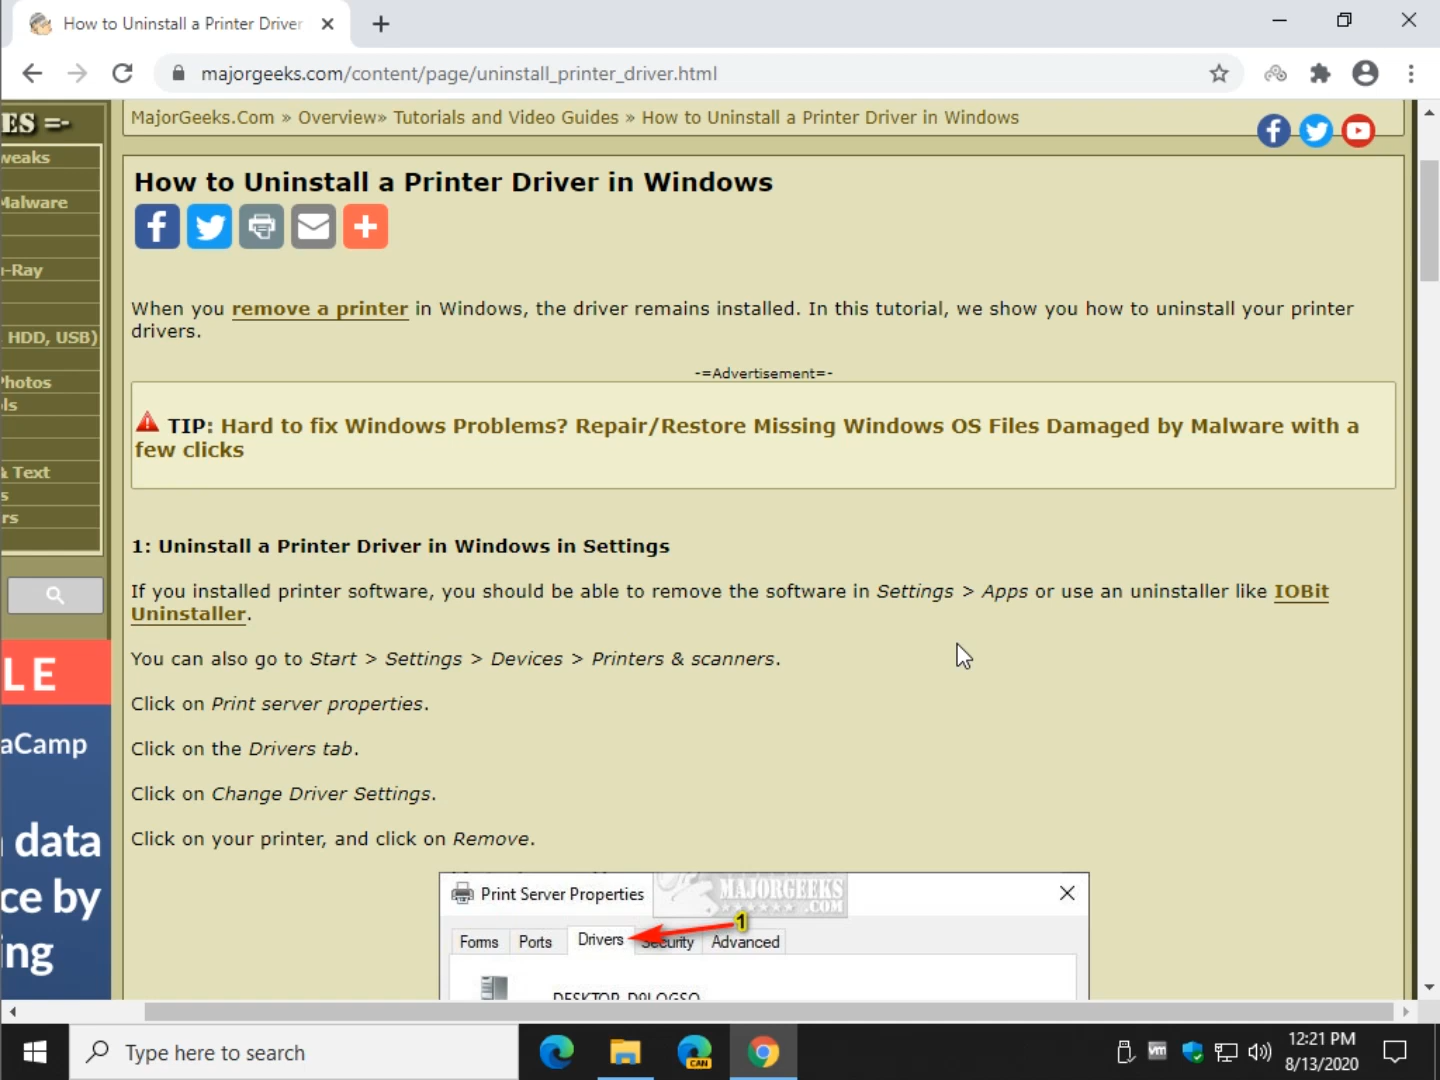 How to Uninstall a Printer Driver
majorgeeks.com/content/page/uninstall_printer_driver.html
ES =-
MajorGeeks.Com » Overview» Tutorials and Video Guides » How to Uninstall a Printer Driver in Windows
weaks
Malware
-Ray
HDD, USB)
Photos
ls
& Text
s
rs
How to Uninstall a Printer Driver in Windows
When you remove a printer in Windows, the driver remains installed. In this tutorial, we show you how to uninstall your printer
drivers.
-=Advertisement=-
TIP: Hard to fix Windows Problems? Repair/Restore Missing Windows OS Files Damaged by Malware with a
few clicks
1: Uninstall a Printer Driver in Windows in Settings
If you installed printer software, you should be able to remove the software in Settings > Apps or use an uninstaller like IOBit
Uninstaller.
You can also go to Start > Settings > Devices > Printers & scanners.
Click on Print server properties.
Click on the Drivers tab.
Click on Change Driver Settings.
Click on your printer, and click on Remove.
LE
aCamp
data
ce by
ing
Print Server Properties
MAJORGEEKS
.COM
1
Forms Ports Drivers Security Advanced
DESKTOP-D9LOGSO
Type here to search
CAN
vm
12:21 PM
8/13/2020